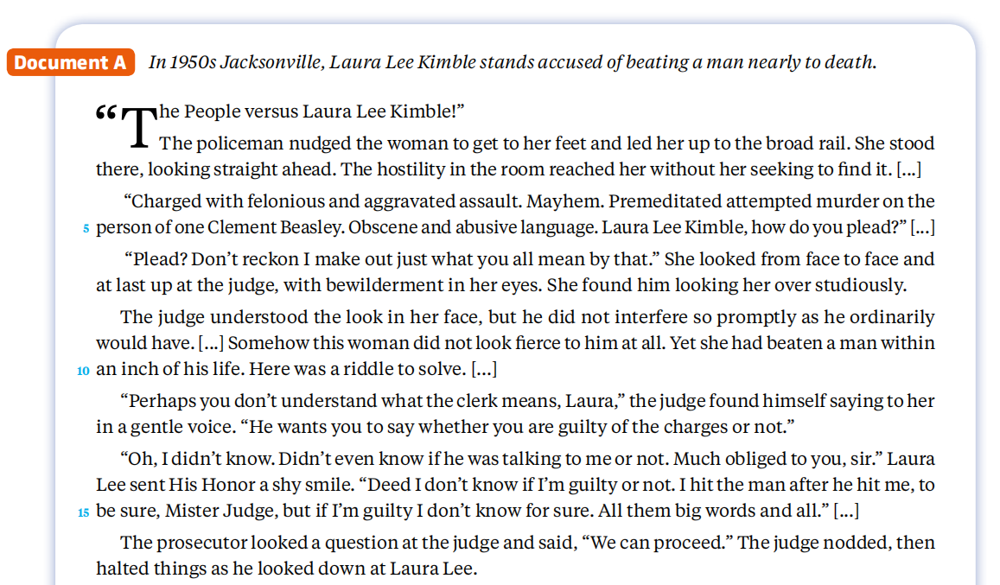 Document A In 1950s Jacksonville, Laura Lee Kimble stands accused of beating a man nearly to death.
“The People versus Laura Lee Kimble!”
The policeman nudged the woman to get to her feet and led her up to the broad rail. She stood
there, looking straight ahead. The hostility in the room reached her without her seeking to find it. [...]
“Charged with felonious and aggravated assault. Mayhem. Premeditated attempted murder on the
5 person of one Clement Beasley. Obscene and abusive language. Laura Lee Kimble, how do you plead?” [...]
“Plead? Don’t reckon I make out just what you all mean by that.” She looked from face to face and
at last up at the judge, with bewilderment in her eyes. She found him looking her over studiously.
The judge understood the look in her face, but he did not interfere so promptly as he ordinarily
would have. [...] Somehow this woman did not look fierce to him at all. Yet she had beaten a man within
10 an inch of his life. Here was a riddle to solve. [...]
“Perhaps you don’t understand what the clerk means, Laura,” the judge found himself saying to her
in a gentle voice. “He wants you to say whether you are guilty of the charges or not.”
“Oh, I didn’t know. Didn’t even know if he was talking to me or not. Much obliged to you, sir.” Laura
Lee sent His Honor a shy smile. “Deed I don’t know if I’m guilty or not. I hit the man after he hit me, to
15 be sure, Mister Judge, but if I’m guilty I don’t know for sure. All them big words and all.” [...]
The prosecutor looked a question at the judge and said, “We can proceed.” The judge nodded, then
halted things as he looked down at Laura Lee.